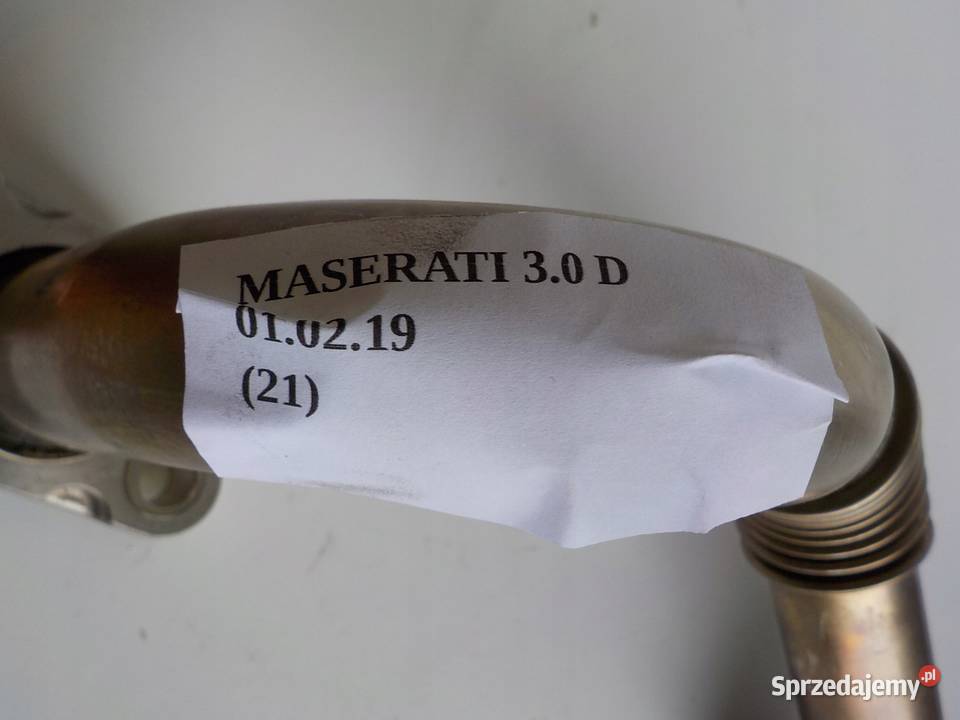 MASERATI 3.0 D
01.02.19
(21)
Sprzedajemy.pl